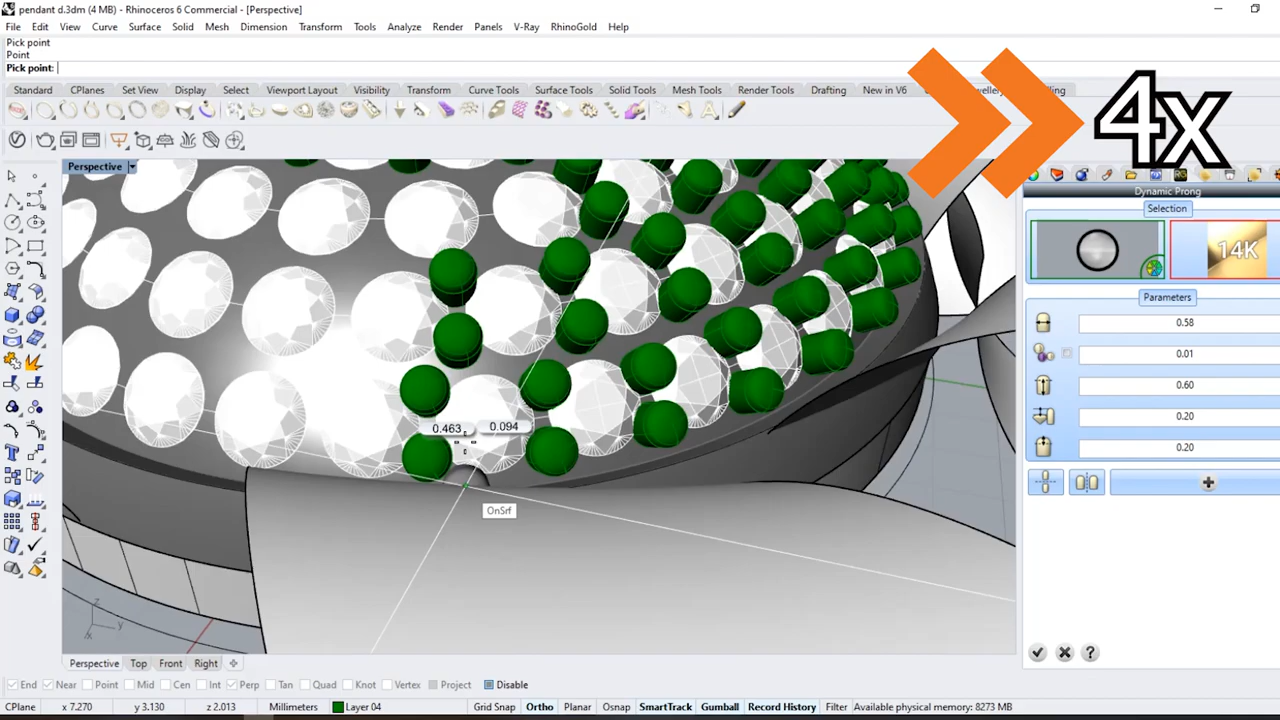 pendant d.3dm (4 MB) - Rhinoceros 6 Commercial - [Perspective]
File Edit View Curve Surface Solid Mesh Dimension Transform Tools Analyze Render Panels V-Ray RhinoGold Help
Pick point
Point
Pick point:
4x
Standard CPlanes Set View Display Select Viewport Layout Visibility Transform Curve Tools Surface Tools Solid Tools Mesh Tools Render Tools Drafting New in V6
Perspective
Dynamic Prong
Selection
14K
Parameters
0.58
0.01
0.60
0.20
0.20
0.463
0.094
OnSrf
z
y
x
Perspective Top Front Right
End Near Point Mid Cen Int Perp Tan Quad Knot Vertex Project Disable
CPlane x 7.270 y 3.130 z 2.013 Millimeters Layer 04 Grid Snap Ortho Planar Osnap SmartTrack Gumball Record History Filter Available physical memory: 8273 MB